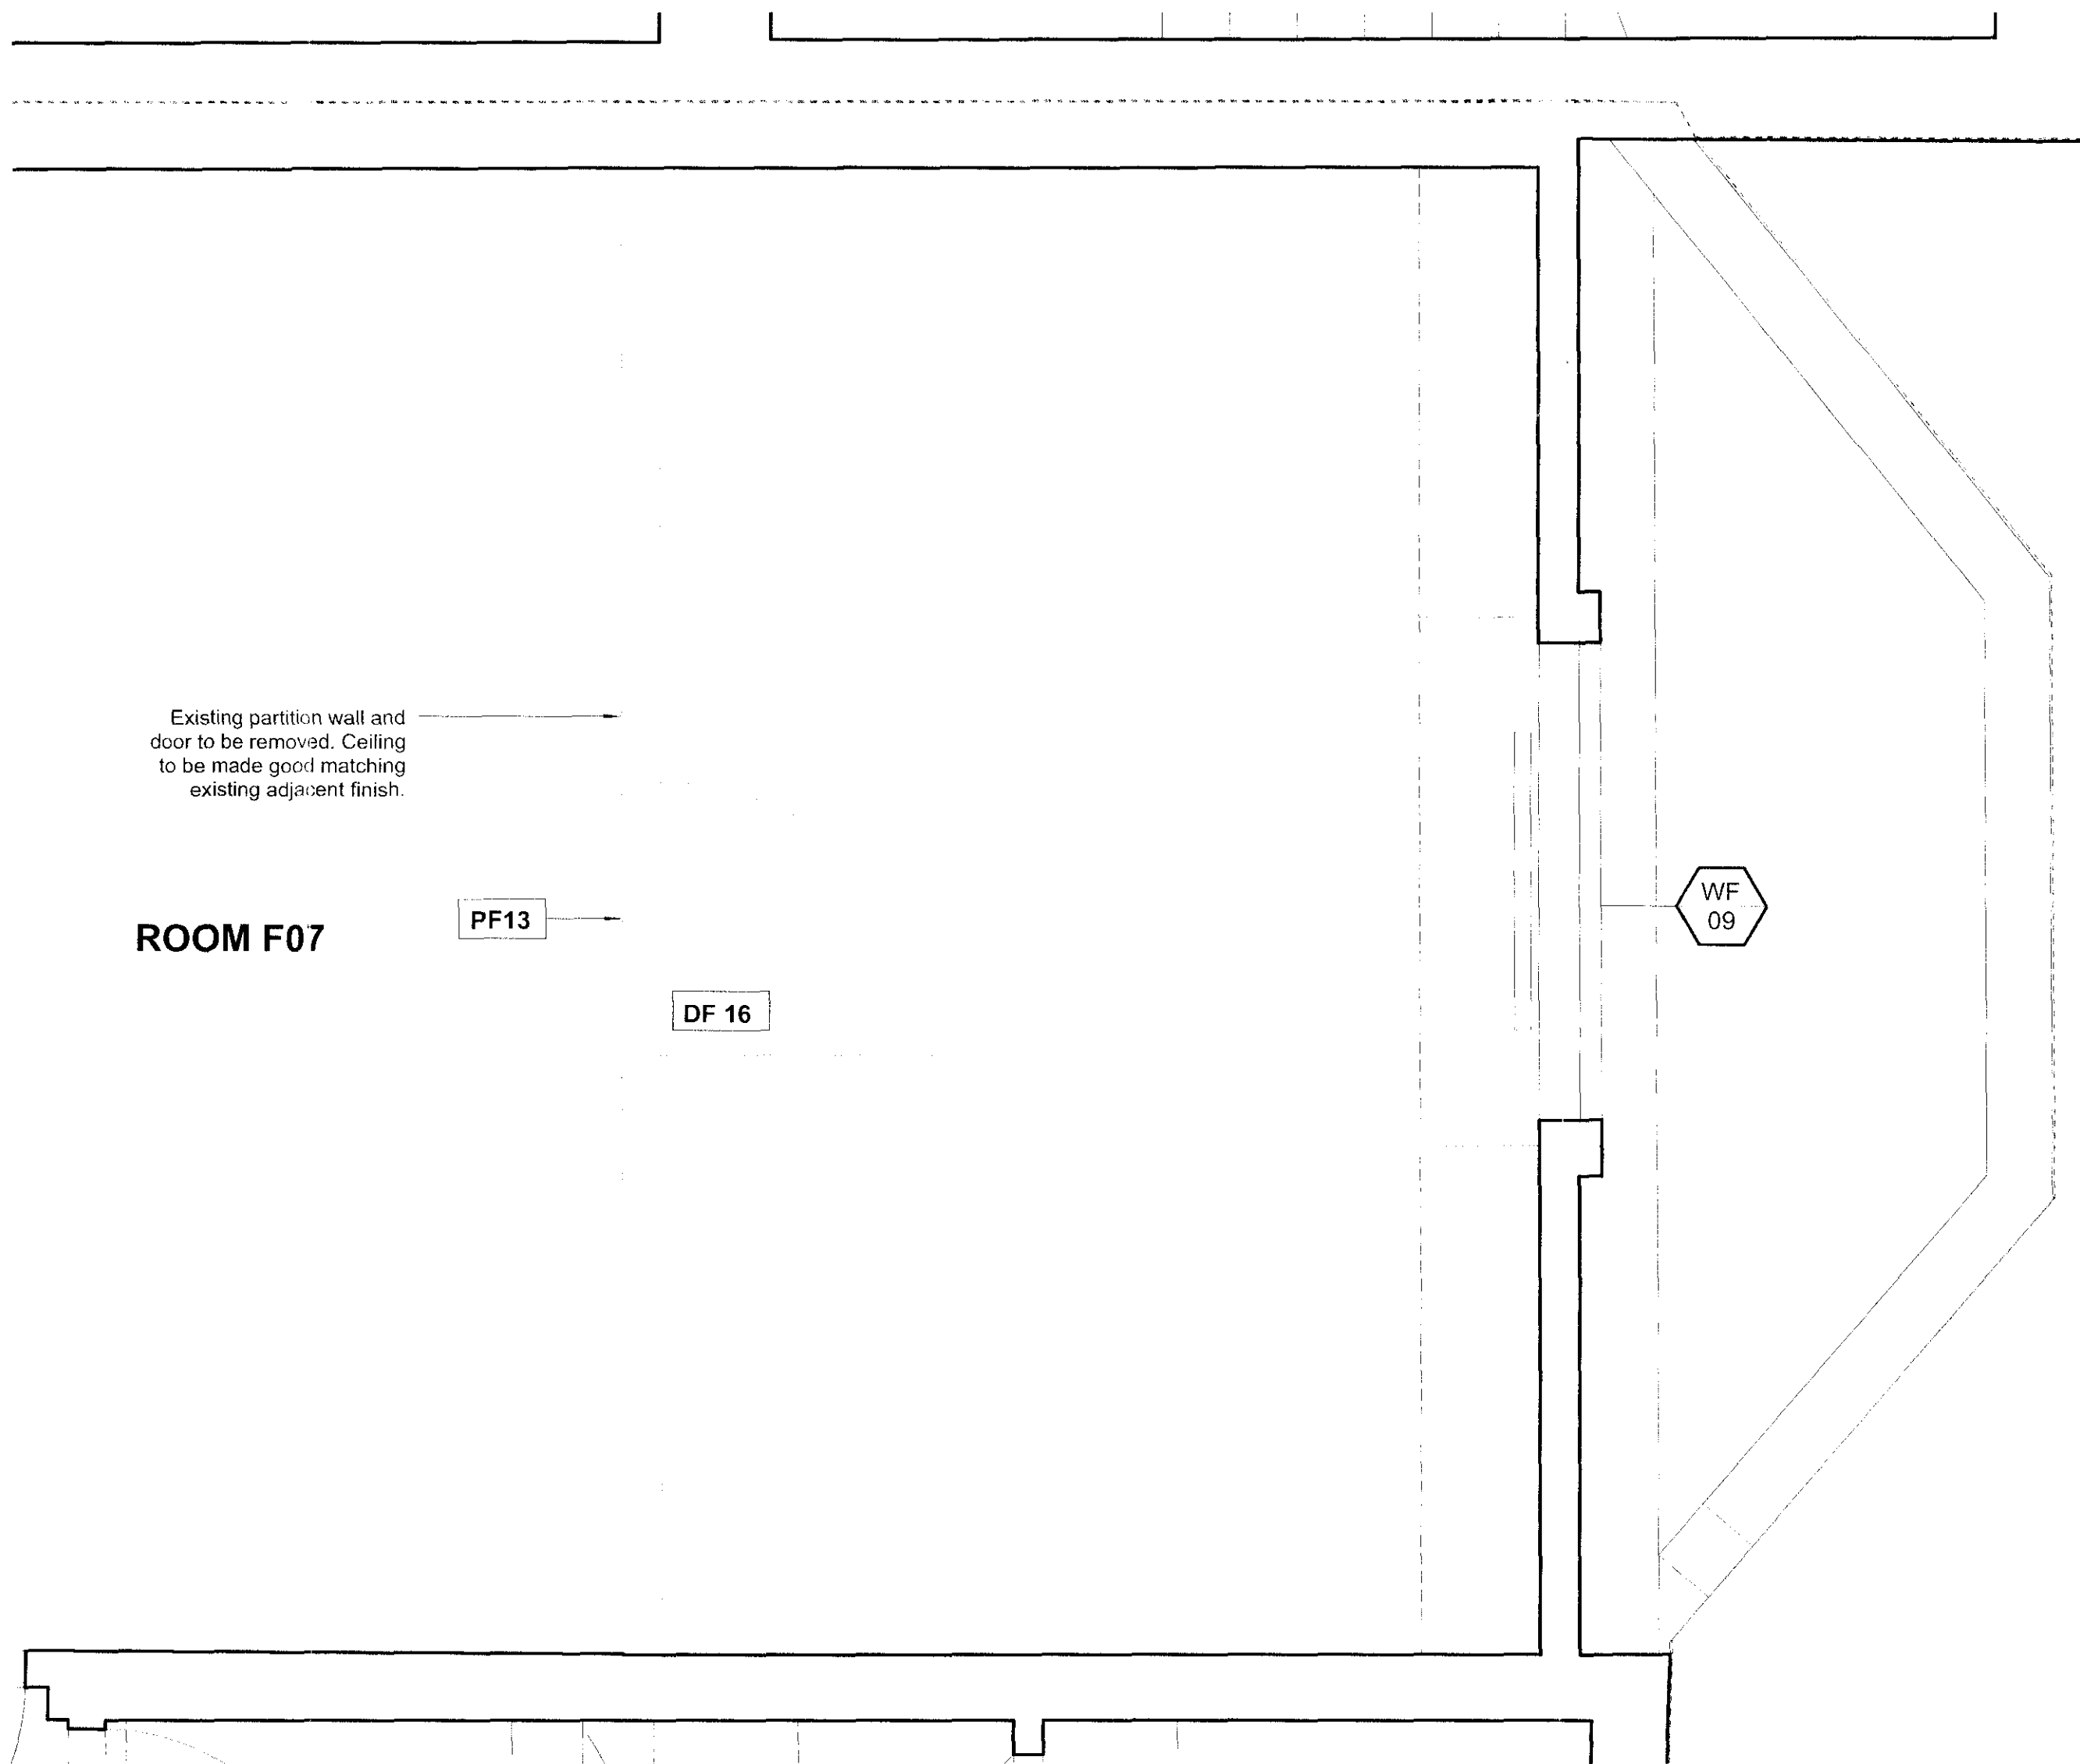 Existing partition wall and
door to be removed. Ceiling
to be made good matching
existing adjacent finish.
WF
09
PF13
ROOM F07
DF 16